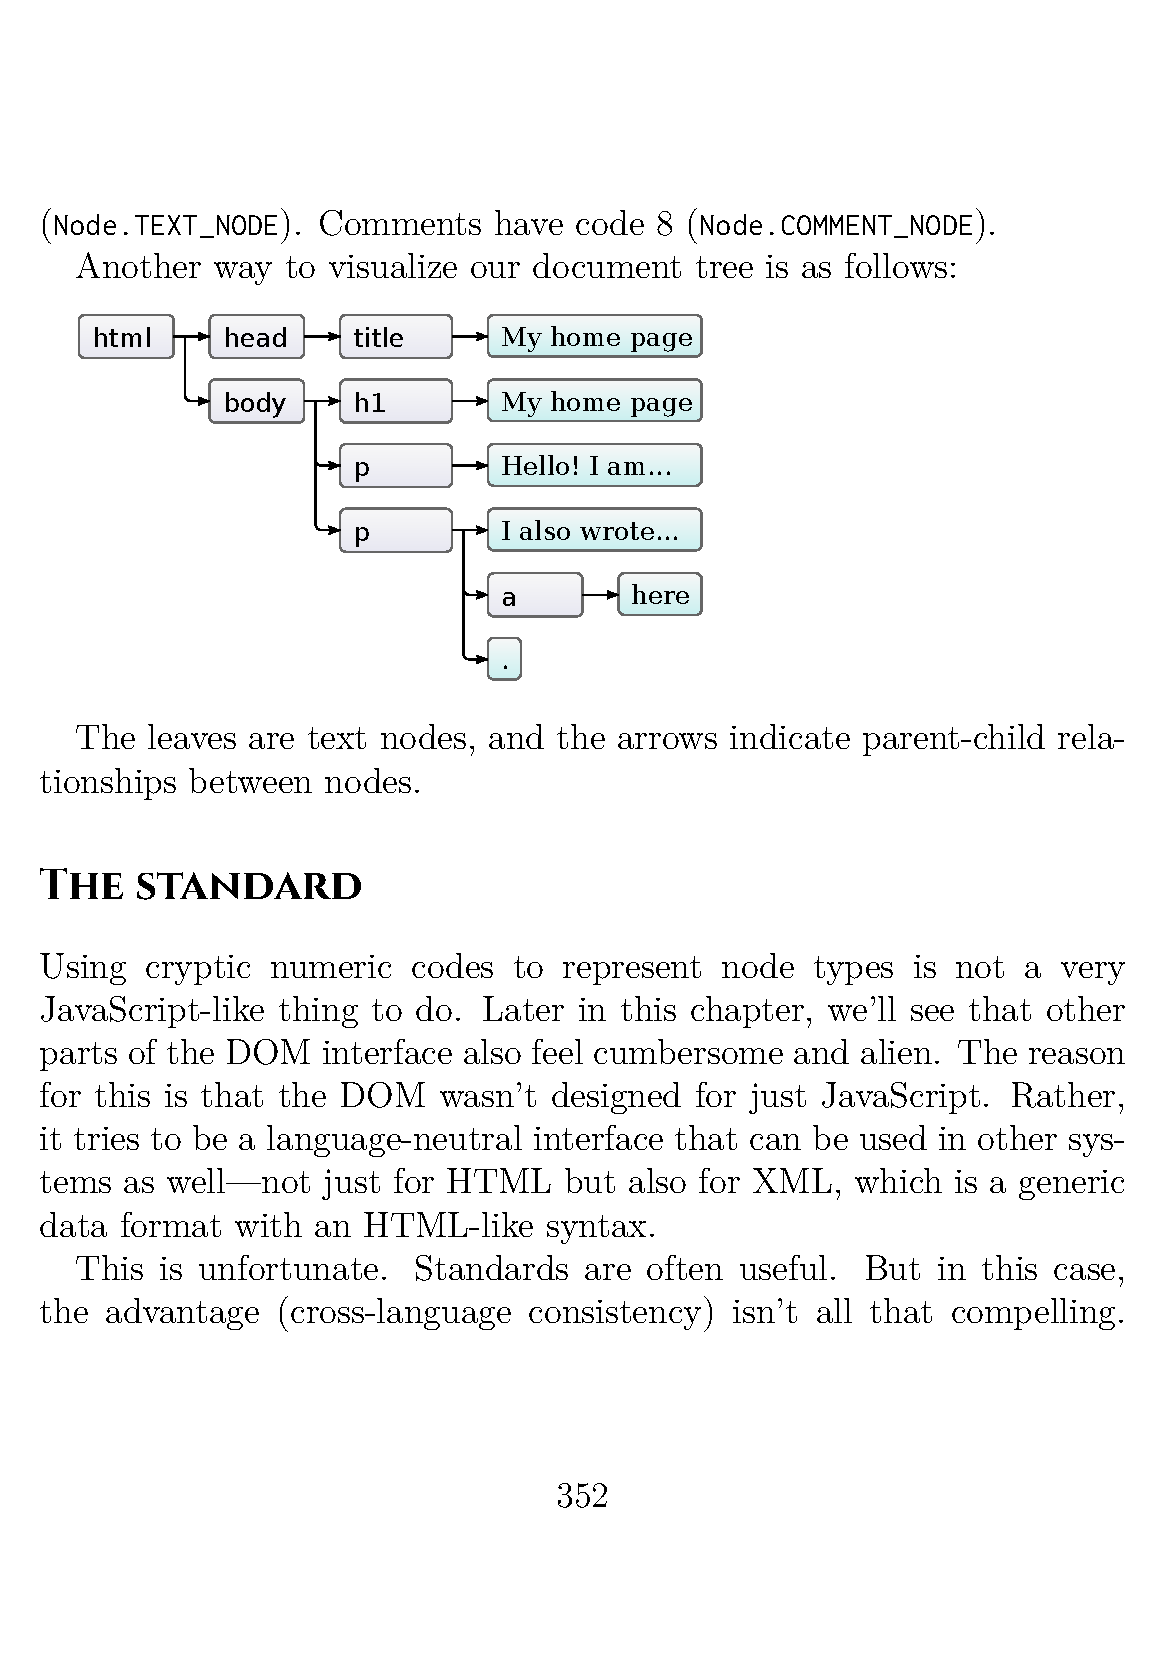 (Node.TEXT_NODE). Comments have code 8 (Node.COMMENT_NODE).
Another way to visualize our document tree is as follows:
html head title My home page
body h1 My home page
p Hello! I am...
p I also wrote...
a here
.
The leaves are text nodes, and the arrows indicate parent-child rela-
tionships between nodes.
The standard
Using cryptic numeric codes to represent node types is not a very
JavaScript-like thing to do. Later in this chapter, we'll see that other
parts of the DOM interface also feel cumbersome and alien. The reason
for this is that the DOM wasn't designed for just JavaScript. Rather,
it tries to be a language-neutral interface that can be used in other sys-
tems as well—not just for HTML but also for XML, which is a generic
data format with an HTML-like syntax.
This is unfortunate. Standards are often useful. But in this case,
the advantage (cross-language consistency) isn't all that compelling.
352